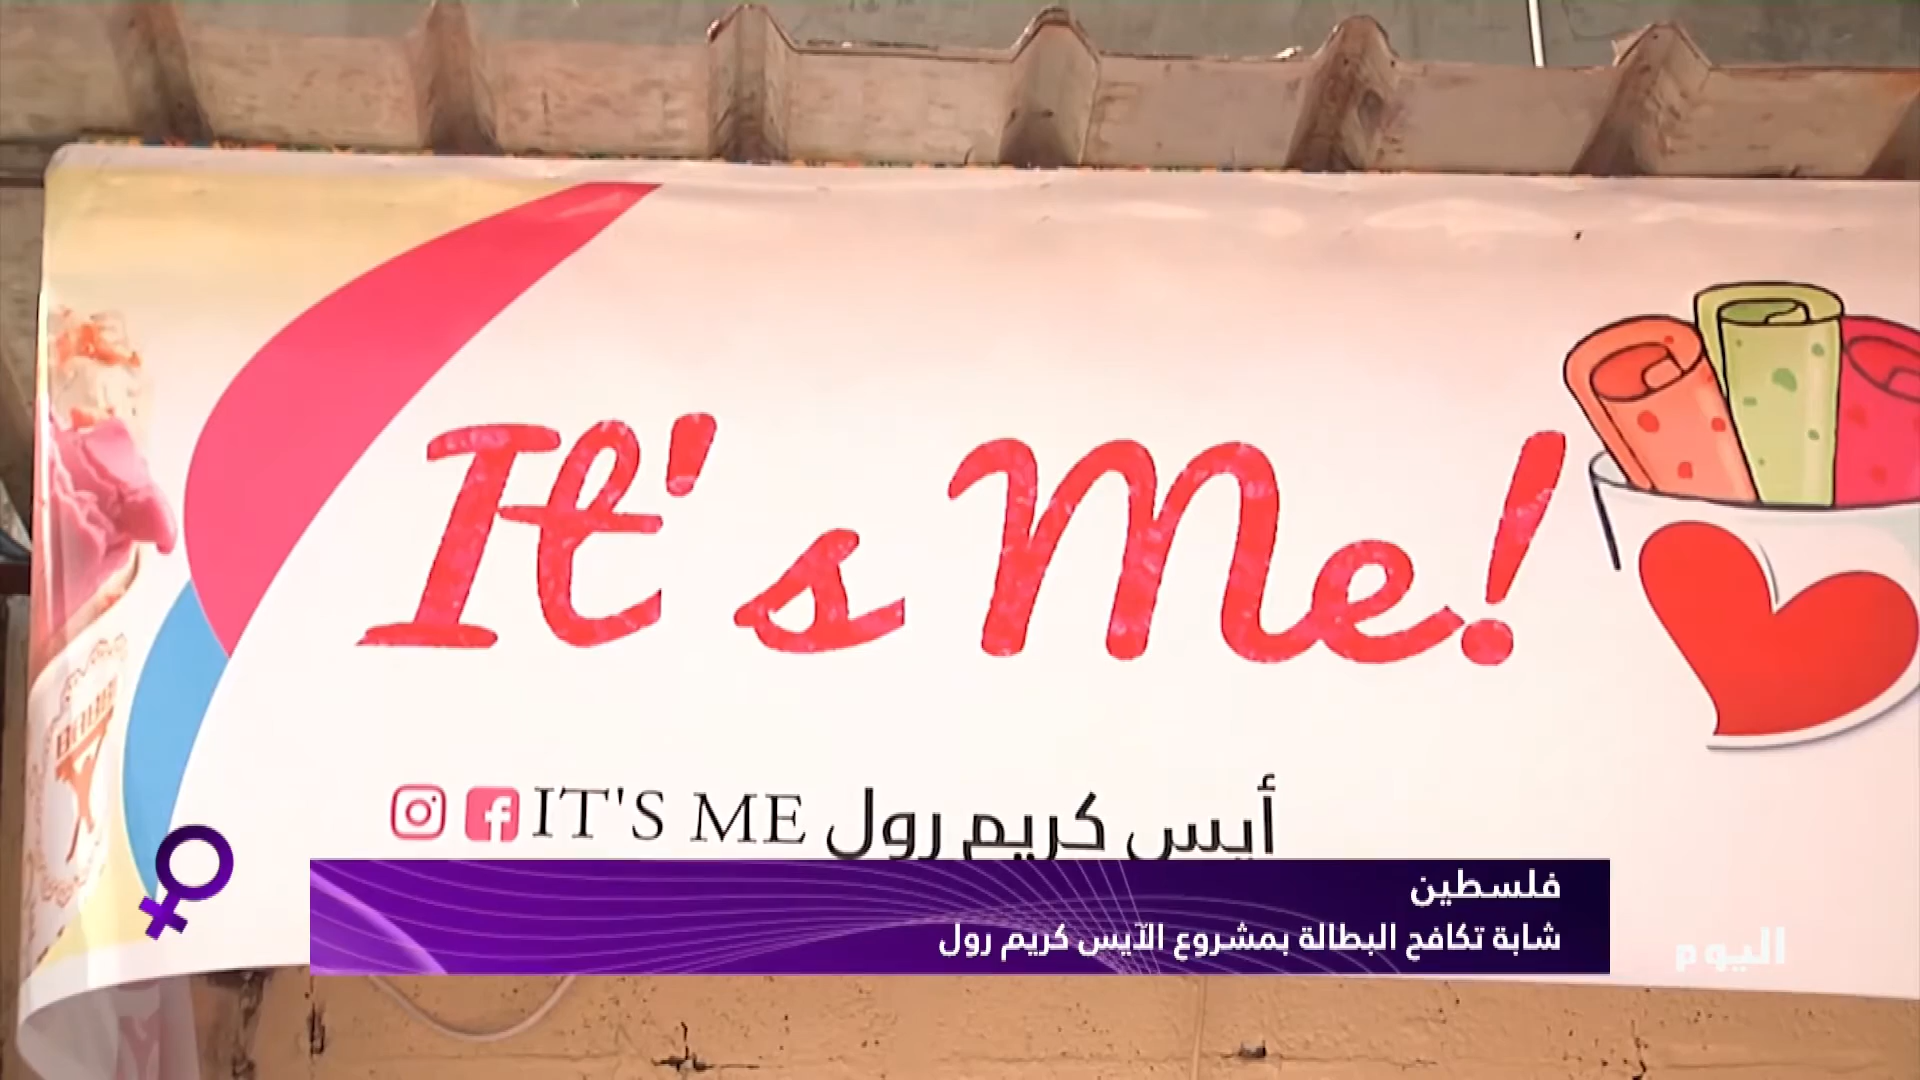 It's Me!
IT'S ME أيس كريم رول
فلسطين
شابة تكافح البطالة بمشروع الآيس كريم رول
اليوم